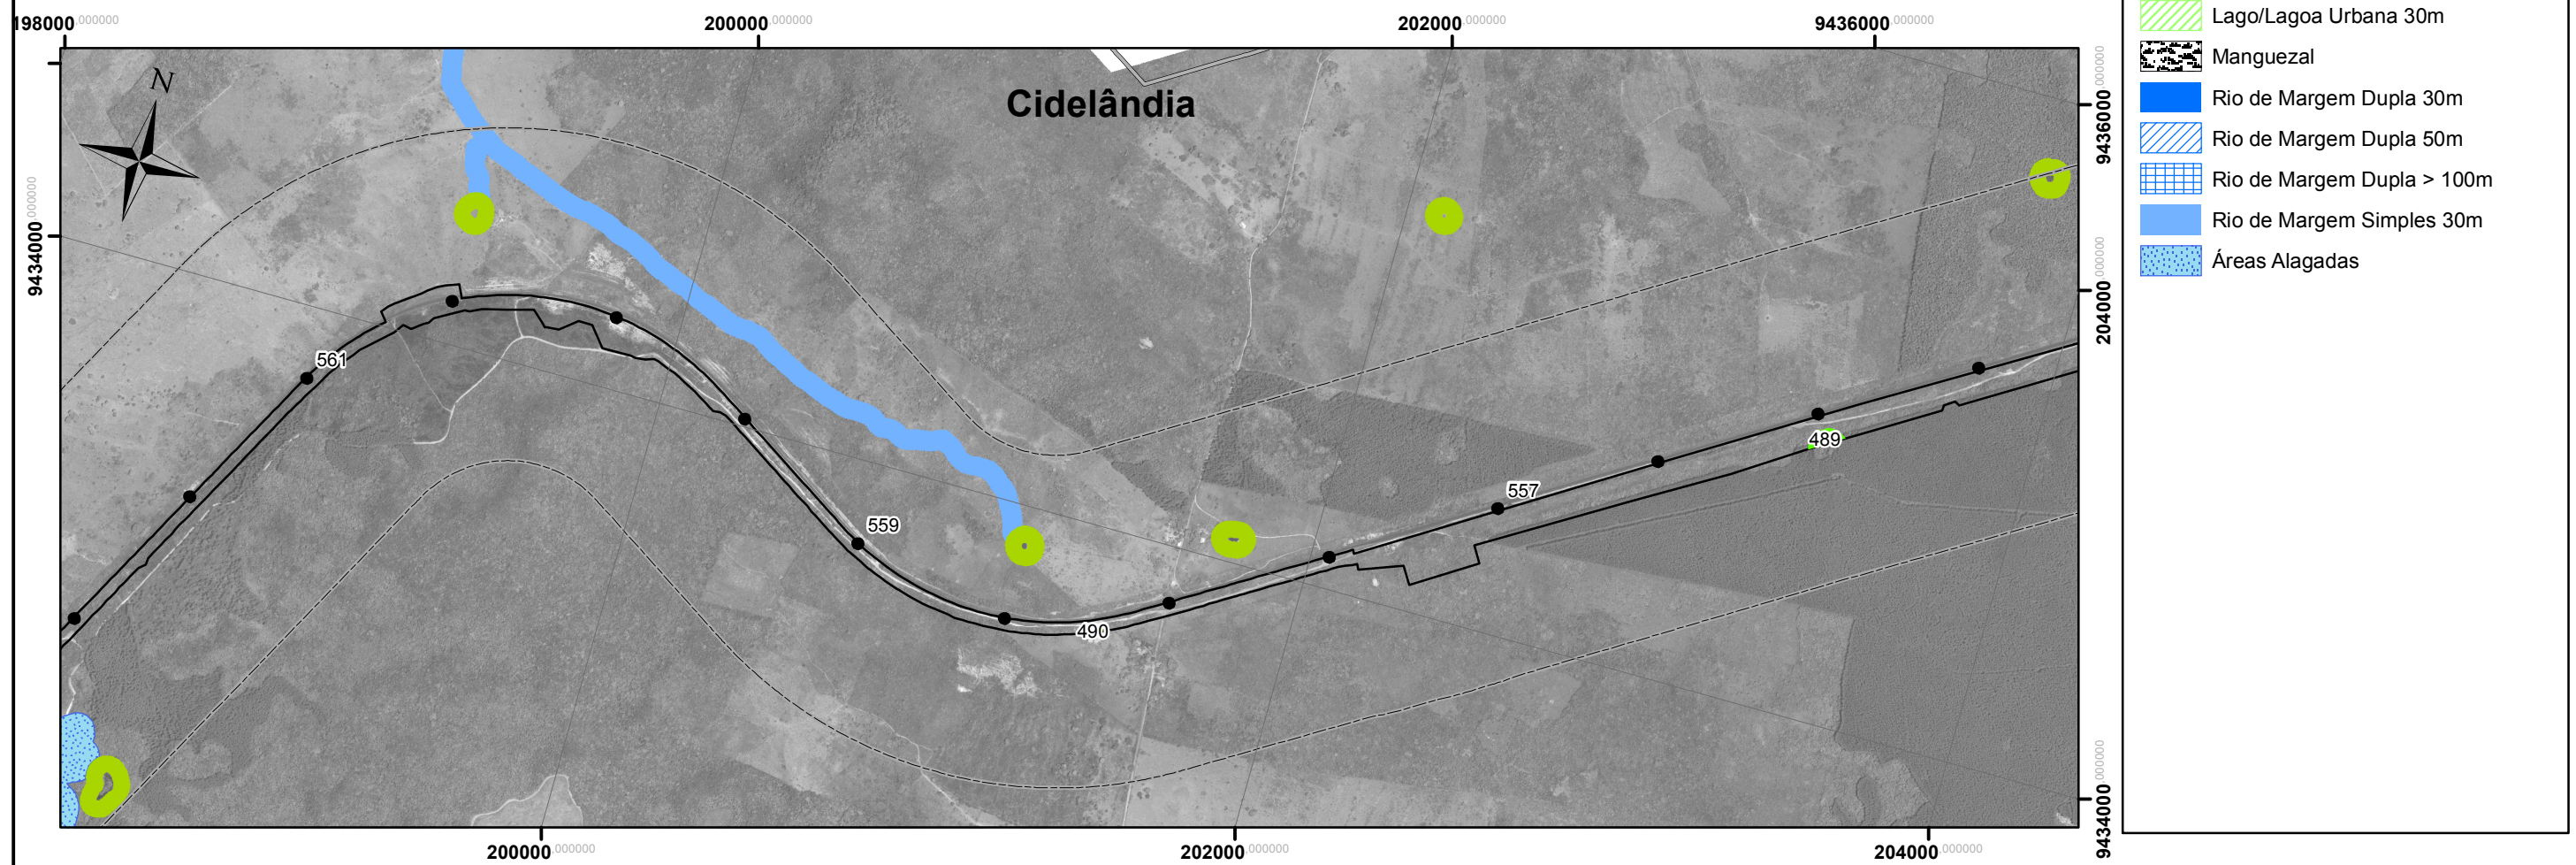 198000,000000
200000,000000
202000,000000
9436000,000000
N
Cidelândia
9434000,000000
9436000,000000
204000,000000
9434000,000000
561
559
490
557
489
200000,000000
202000,000000
204000,000000
Lago/Lagoa Urbana 30m
Manguezal
Rio de Margem Dupla 30m
Rio de Margem Dupla 50m
Rio de Margem Dupla > 100m
Rio de Margem Simples 30m
Áreas Alagadas